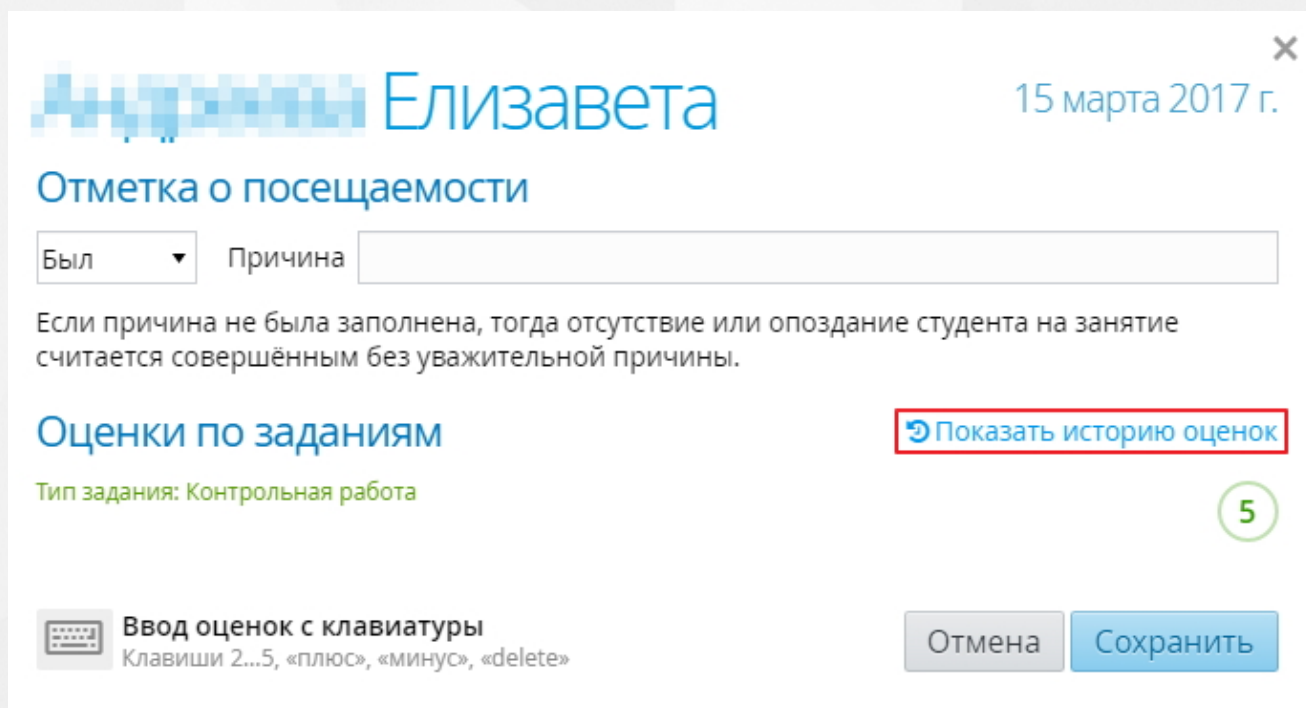 Елизавета
15 марта 2017 г.
Отметка о посещаемости
Был Причина
Если причина не была заполнена, тогда отсутствие или опоздание студента на занятие
считается совершённым без уважительной причины.
Оценки по заданиям
Показать историю оценок
Тип задания: Контрольная работа
5
Ввод оценок с клавиатуры
Клавиши 2...5, «плюс», «минус», «delete»
Отмена
Сохранить